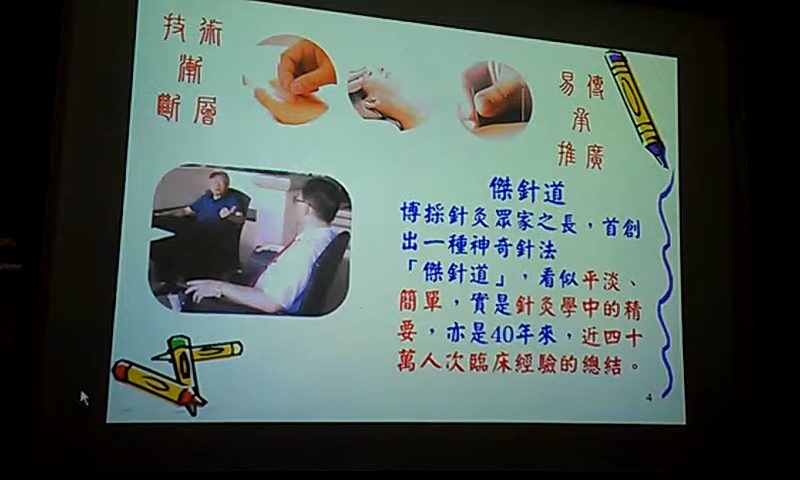 技術
漸
斷層
易傳
承
推廣
傑針道
博採針灸眾家之長，首創
出一種神奇針法
「傑針道」，看似平淡、
簡單，實是針灸學中的精
要，亦是40年來，近四十
萬人次臨床經驗的總結。
4